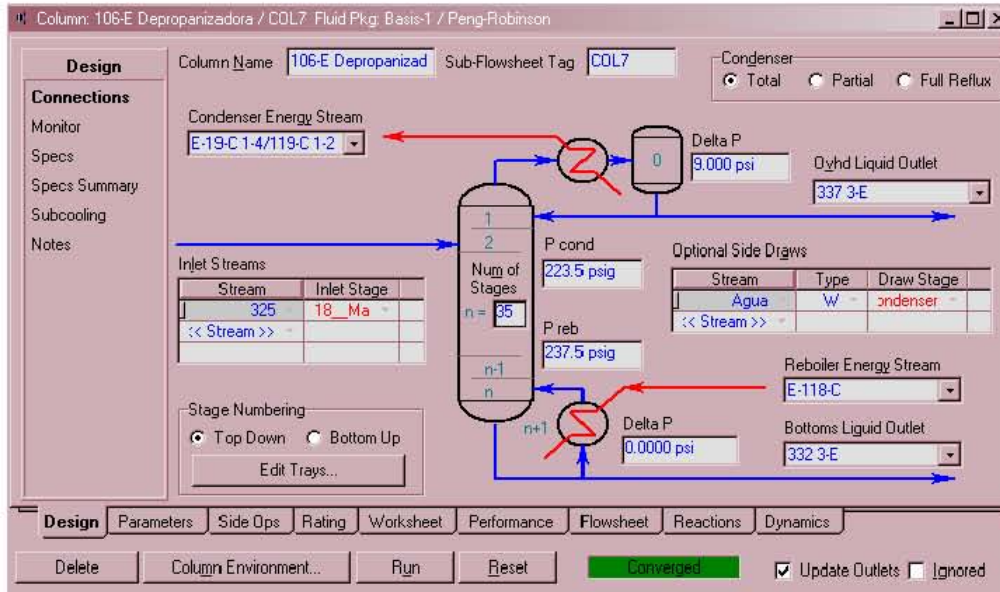 Column: 106-E Depropanizadora / COL7 Fluid Pkg: Basis-1 / Peng-Robinson
Design
Connections
Monitor
Specs
Specs Summary
Subcooling
Notes
Column Name 106-E Depropanizad Sub-Flowsheet Tag COL7
Condenser
Total Partial Full Reflux
Condenser Energy Stream
E-19-C 1-4/119-C 1-2
0
Delta P
9.000 psi
Ovhd Liquid Outlet
337 3-E
1
2
Num of
Stages
n = 35
n-1
n
n+1
P cond
223.5 psig
P reb
237.5 psig
Inlet Streams
Stream Inlet Stage
325 18__Ma
<< Stream >>
Optional Side Draws
Stream Type Draw Stage
Agua W ondenser
<< Stream >>
Stage Numbering
Top Down Bottom Up
Edit Trays...
Delta P
0.0000 psi
Reboiler Energy Stream
E-118-C
Bottoms Liquid Outlet
332 3-E
Design Parameters Side Ops Rating Worksheet Performance Flowsheet Reactions Dynamics
Delete Column Environment... Run Reset Converged Update Outlets Ignored